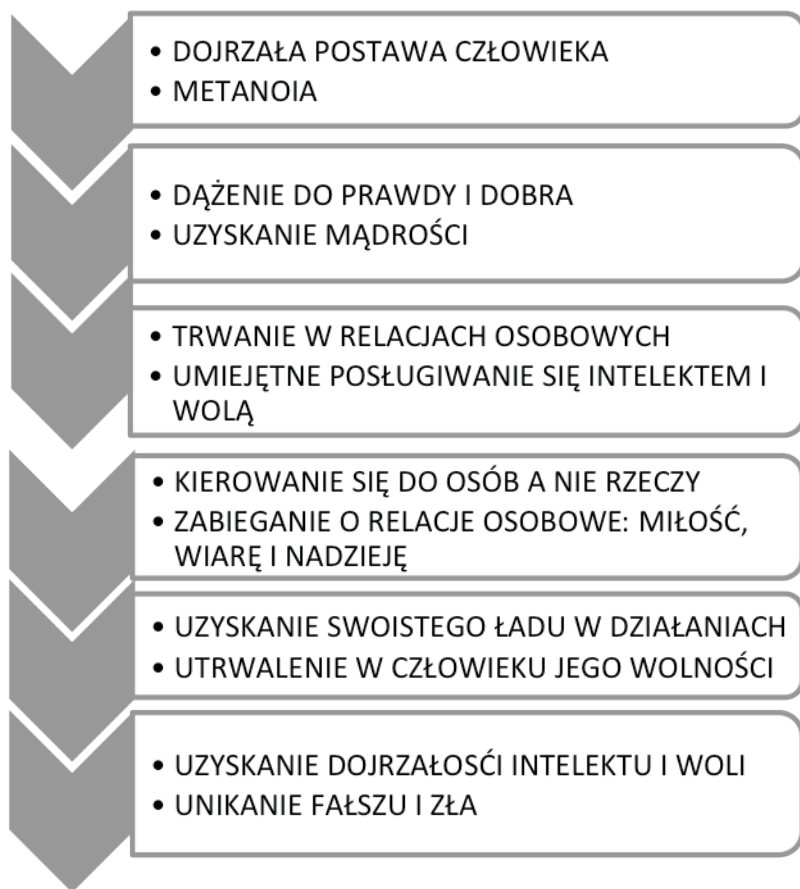 • DOJRZAŁA POSTAWA CZŁOWIEKA
• METANOIA
• DĄŻENIE DO PRAWDY I DOBRA
• UZYSKANIE MĄDROŚCI
• TRWANIE W RELACJACH OSOBOWYCH
• UMIEJĘTNE POSŁUGIWANIE SIĘ INTELEKTEM I
WOLĄ
• KIEROWANIE SIĘ DO OSÓB A NIE RZECZY
• ZABIEGANIE O RELACJE OSOBOWE: MIŁOŚĆ,
WIARĘ I NADZIEJĘ
• UZYSKANIE SWOISTEGO ŁADU W DZIAŁANIACH
• UTRWALENIE W CZŁOWIEKU JEGO WOLNOŚCI
• UZYSKANIE DOJRZAŁOSĆI INTELEKTU I WOLI
• UNIKANIE FAŁSZU I ZŁA